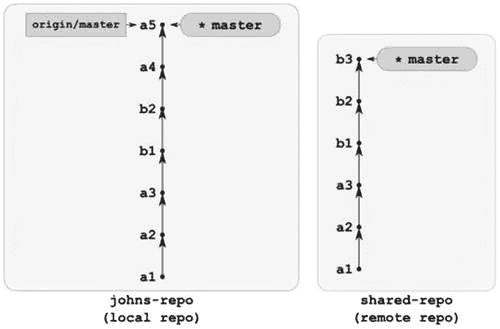 origin/master
a5
★ master
a4
b2
b1
a3
a2
a1
johns-repo
(local repo)
b3
★ master
b2
b1
a3
a2
a1
shared-repo
(remote repo)